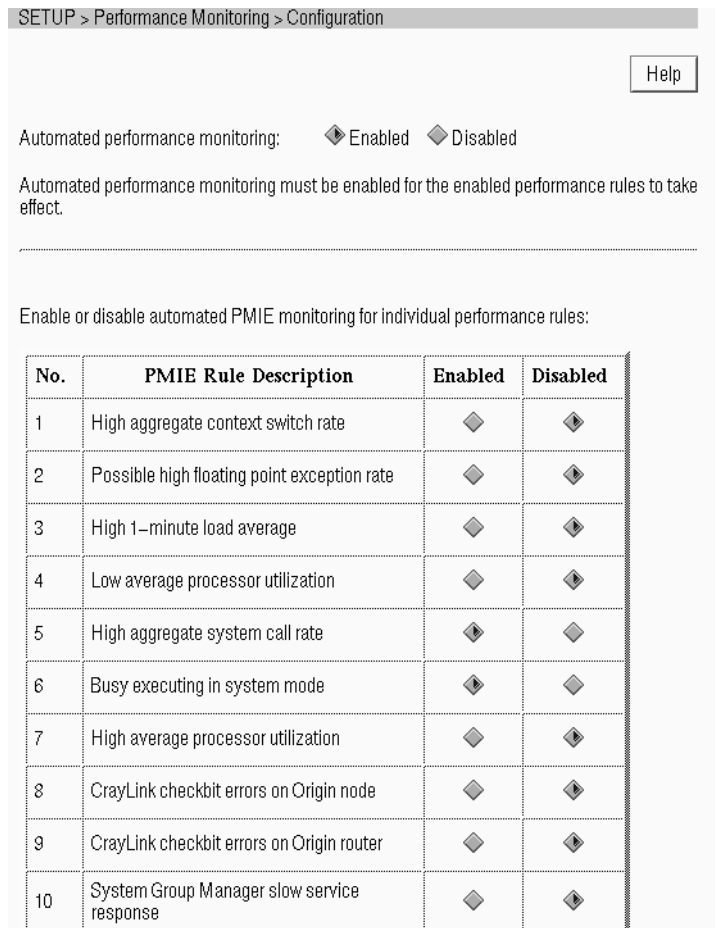 SETUP > Performance Monitoring > Configuration
Help
Automated performance monitoring: Enabled Disabled
Automated performance monitoring must be enabled for the enabled performance rules to take
effect.
Enable or disable automated PMIE monitoring for individual performance rules:
No. PMIE Rule Description Enabled Disabled
1 High aggregate context switch rate
2 Possible high floating point exception rate
3 High 1–minute load average
4 Low average processor utilization
5 High aggregate system call rate
6 Busy executing in system mode
7 High average processor utilization
8 CrayLink checkbit errors on Origin node
9 CrayLink checkbit errors on Origin router
10 System Group Manager slow service
response